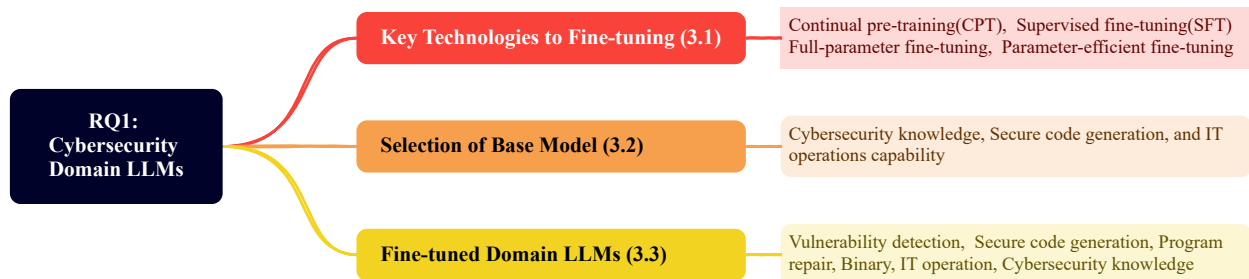 RQ1:
Cybersecurity
Domain LLMs
Key Technologies to Fine-tuning (3.1)
Continual pre-training(CPT), Supervised fine-tuning(SFT)
Full-parameter fine-tuning, Parameter-efficient fine-tuning
Selection of Base Model (3.2)
Cybersecurity knowledge, Secure code generation, and IT
operations capability
Fine-tuned Domain LLMs (3.3)
Vulnerability detection, Secure code generation, Program
repair, Binary, IT operation, Cybersecurity knowledge